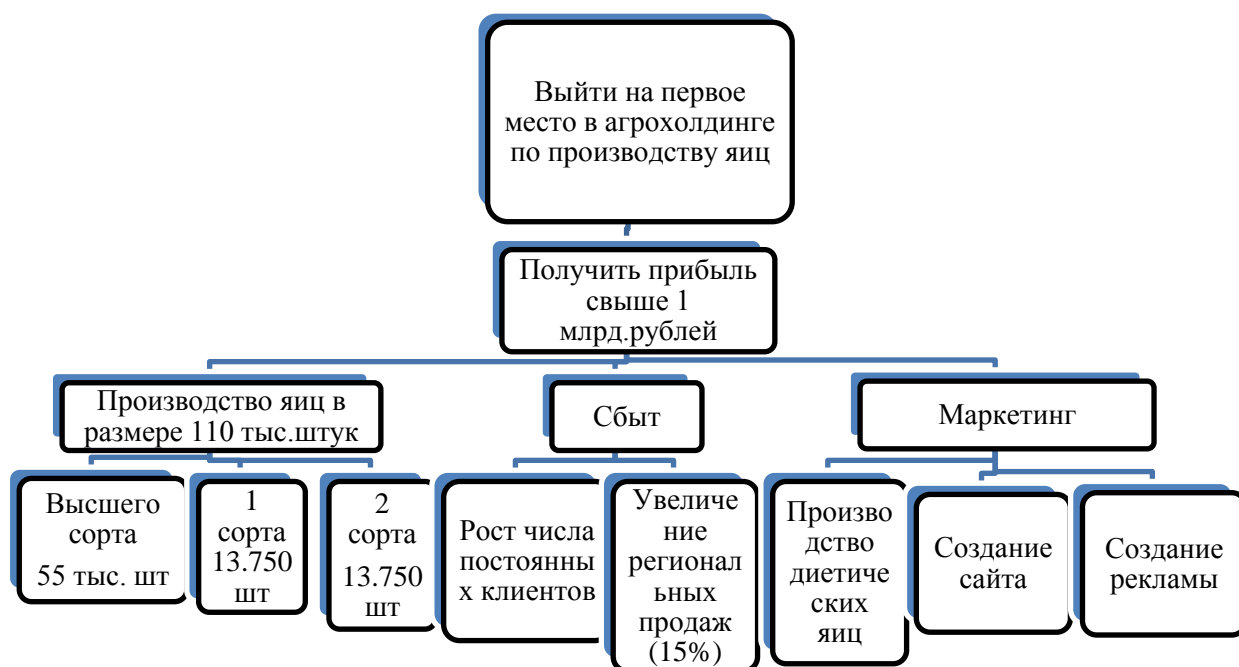 Выйти на первое
место в агрохолдинге
по производству яиц
Получить прибыль
свыше 1
млрд.рублей
Производство яиц в
размере 110 тыс.штук
Сбыт
Маркетинг
Высшего
сорта
55 тыс. шт
1
сорта
13.750
шт
2
сорта
13.750
шт
Рост числа
постоянны
х клиентов
Увеличе
ние
регионал
ьных
продаж
(15%)
Произво
дство
диетиче
ских
яиц
Создание
сайта
Создание
рекламы